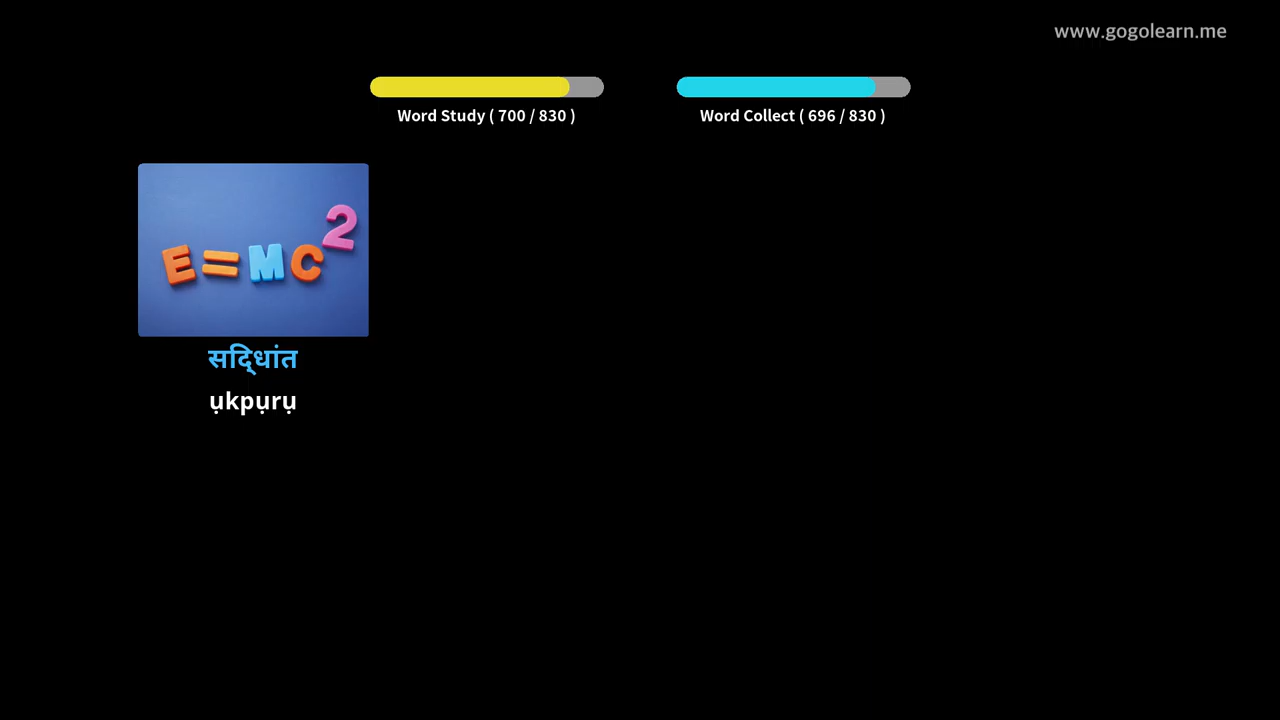 www.gogolearn.me
Word Study ( 700 / 830 )
Word Collect ( 696 / 830 )
E=MC2
सद्धिांत
ụkpụrụ